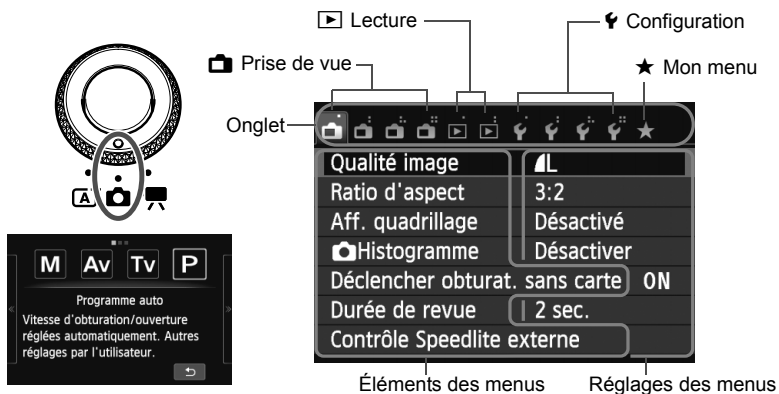 Lecture
Configuration
Prise de vue
Mon menu
Onglet
A
Qualité image
L
Ratio d'aspect
3:2
Aff. quadrillage
Désactivé
Histogramme
Désactiver
Déclencher obturat. sans carte
ON
Durée de revue
2 sec.
Contrôle Speedlite externe
M Av Tv P
Programme auto
Vitesse d'obturation/ouverture
réglées automatiquement. Autres
réglages par l'utilisateur.
Éléments des menus
Réglages des menus